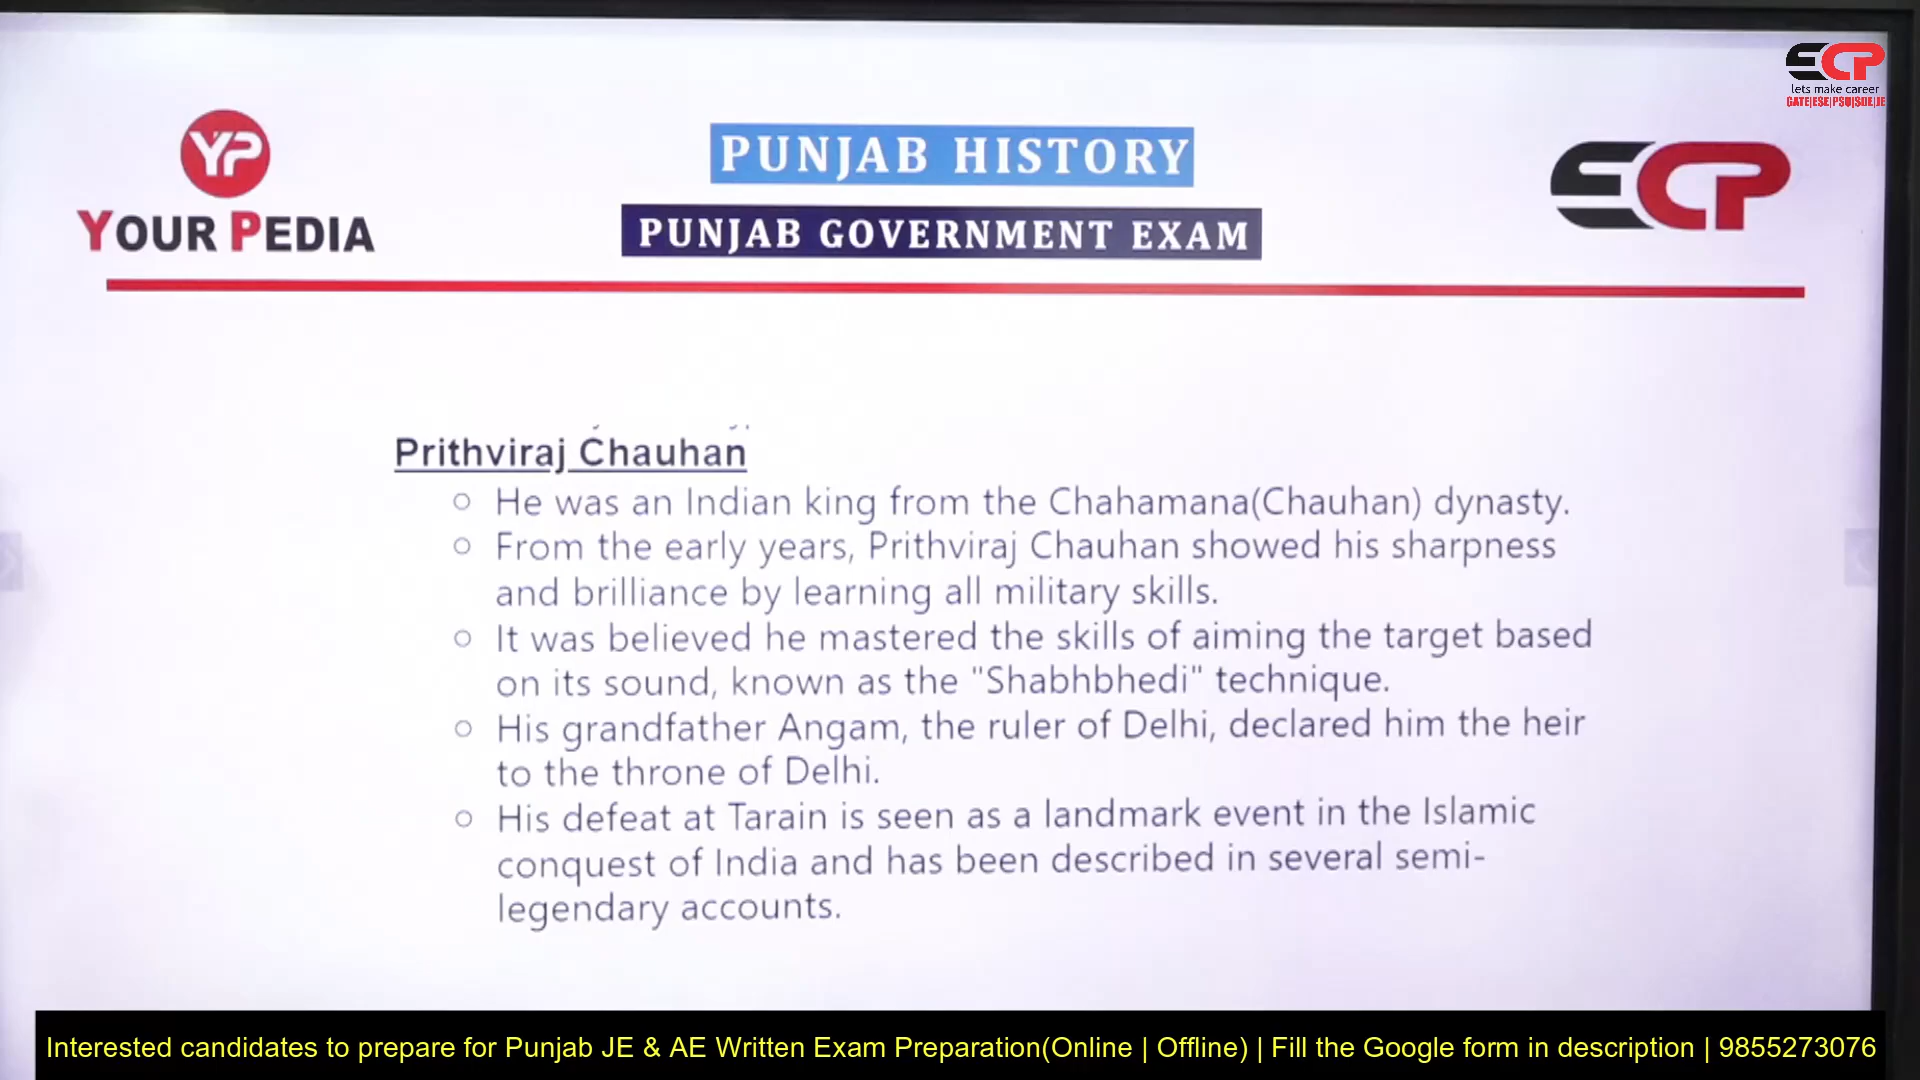 ECP
lets make career
GATE|ESE|PSU|SDE|JE
YP
YOUR PEDIA
PUNJAB HISTORY
PUNJAB GOVERNMENT EXAM
ECP
Prithviraj Chauhan
○ He was an Indian king from the Chahamana(Chauhan) dynasty.
○ From the early years, Prithviraj Chauhan showed his sharpness
and brilliance by learning all military skills.
○ It was believed he mastered the skills of aiming the target based
on its sound, known as the "Shabhbhedi" technique.
○ His grandfather Angam, the ruler of Delhi, declared him the heir
to the throne of Delhi.
○ His defeat at Tarain is seen as a landmark event in the Islamic
conquest of India and has been described in several semi-
legendary accounts.
Interested candidates to prepare for Punjab JE & AE Written Exam Preparation(Online | Offline) | Fill the Google form in description | 9855273076